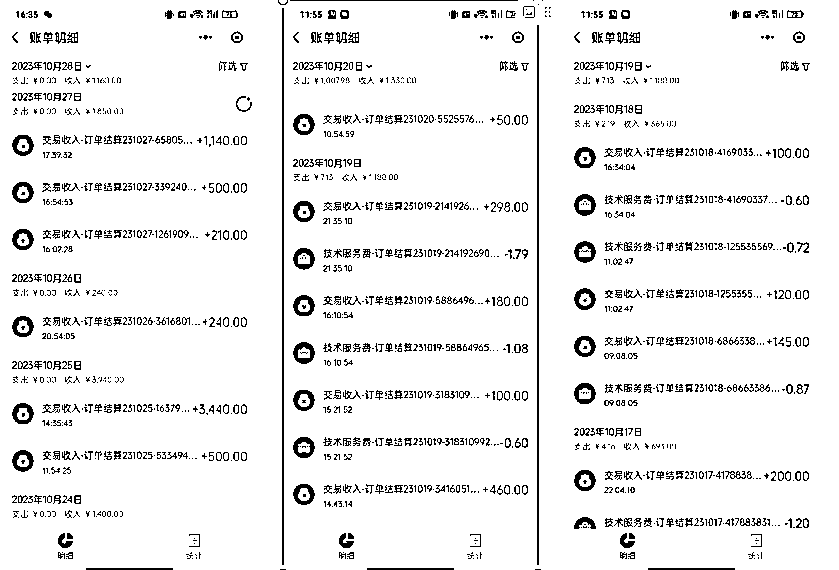 16:35
账单明细
2023年10月28日
筛选
支出 ￥0.00 收入 ￥1160.00
2023年10月27日
支出 ￥0.00 收入 ￥1,850.00
交易收入-订单结算231027-65805... +1,140.00
17:39:32
交易收入-订单结算231027-339240... +500.00
16:54:53
交易收入-订单结算231027-1261909... +210.00
16:02:28
2023年10月26日
支出 ￥0.00 收入 ￥240.00
交易收入-订单结算231026-3616801... +240.00
20:54:05
2023年10月25日
支出 ￥0.00 收入 ￥3,940.00
交易收入-订单结算231025-16379... +3,440.00
14:35:43
交易收入-订单结算231025-533494... +500.00
11:54:25
2023年10月24日
支出 ￥0.00 收入 ￥1,400.00
明细
统计
11:55
账单明细
2023年10月20日
筛选
支出 ￥1,007.98 收入 ￥1,330.00
交易收入-订单结算231020-5525576... +50.00
10:54:59
2023年10月19日
支出 ￥7.13 收入 ￥1188.00
交易收入-订单结算231019-2141926... +298.00
21:35:10
技术服务费-订单结算231019-214192690... -1.79
21:35:10
交易收入-订单结算231019-5886496... +180.00
16:10:54
技术服务费-订单结算231019-58864965... -1.08
16:10:54
交易收入-订单结算231019-3183109... +100.00
15:21:52
技术服务费-订单结算231019-318310992... -0.60
15:21:52
交易收入-订单结算231019-3416051... +460.00
14:43:14
明细
统计
11:55
账单明细
2023年10月19日
筛选
支出 ￥7.13 收入 ￥1188.00
2023年10月18日
支出 ￥2.19 收入 ￥365.00
交易收入-订单结算231018-4169033... +100.00
16:34:04
技术服务费-订单结算231018-41690337... -0.60
16:34:04
技术服务费-订单结算231018-125535569... -0.72
11:02:47
交易收入-订单结算231018-1255355... +120.00
11:02:47
交易收入-订单结算231018-6866338... +145.00
09:08:05
技术服务费-订单结算231018-68663386... -0.87
09:08:05
2023年10月17日
支出 ￥4.16 收入 ￥693.00
交易收入-订单结算231017-4178838... +200.00
22:04:10
技术服务费-订单结算231017-417883831... -1.20
明细
统计